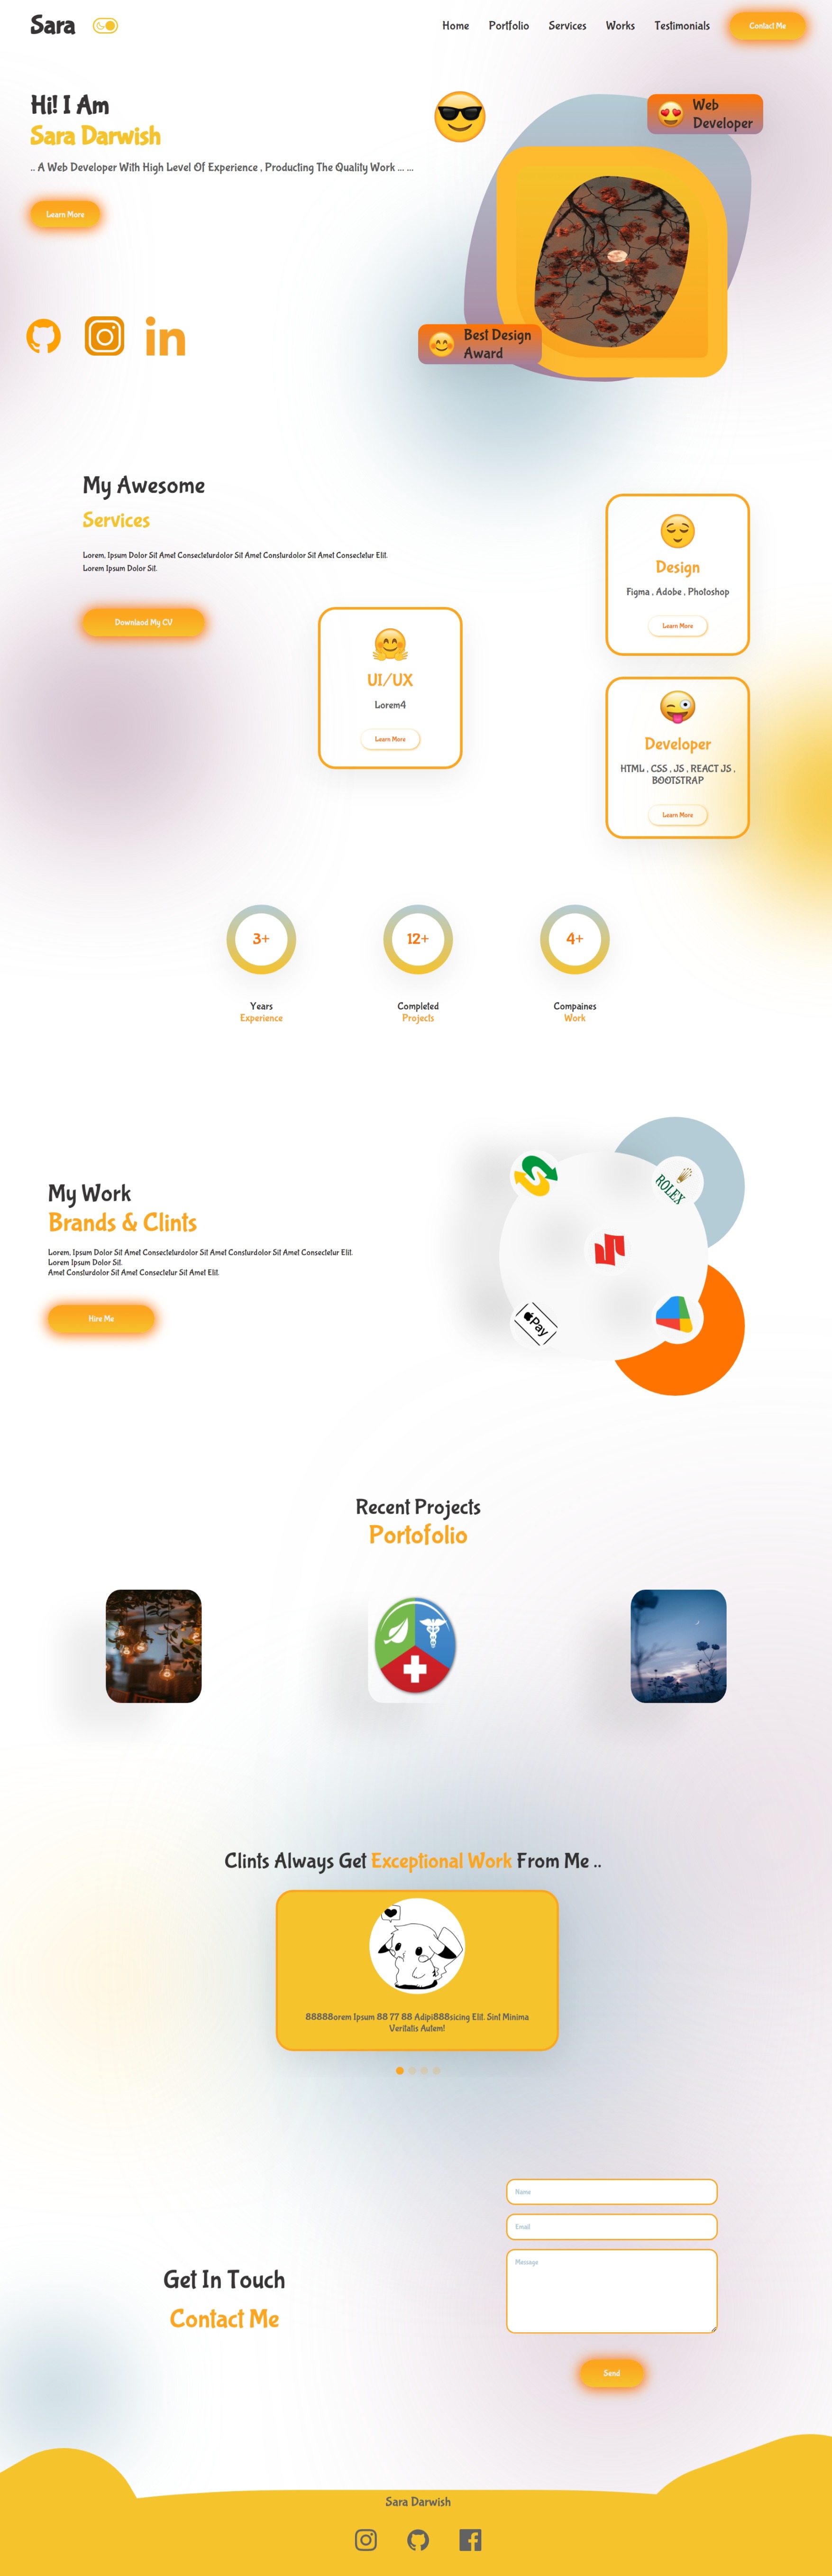 Sara
Home Portfolio Services Works Testimonials Contact Me
Hi! I Am
Sara Darwish
.. A Web Developer With High Level Of Experience , Producting The Quality Work ... ...
Learn More
Web
Developer
Best Design
Award
My Awesome
Services
Lorem, Ipsum Dolor Sit Amet Consecteturdolor Sit Amet Consturdolor Sit Amet Consectetur Elit.
Lorem Ipsum Dolor Sit.
Downlaod My CV
UI/UX
Lorem4
Learn More
Design
Figma , Adobe , Photoshop
Learn More
Developer
HTML , CSS , JS , REACT JS ,
BOOTSTRAP
Learn More
3+
12+
4+
Years
Experience
Completed
Projects
Compaines
Work
My Work
Brands & Clints
Lorem, Ipsum Dolor Sit Amet Consecteturdolor Sit Amet Consturdolor Sit Amet Consectetur Elit.
Lorem Ipsum Dolor Sit.
Amet Consturdolor Sit Amet Consectetur Sit Amet Elit.
Hire Me
ROLEX
Pay
Recent Projects
Portofolio
Clints Always Get Exceptional Work From Me ..
88888orem Ipsum 88 77 88 Adipi888sicing Elit. Sint Minima
Veritatis Autem!
Get In Touch
Contact Me
Name
Email
Message
Send
Sara Darwish